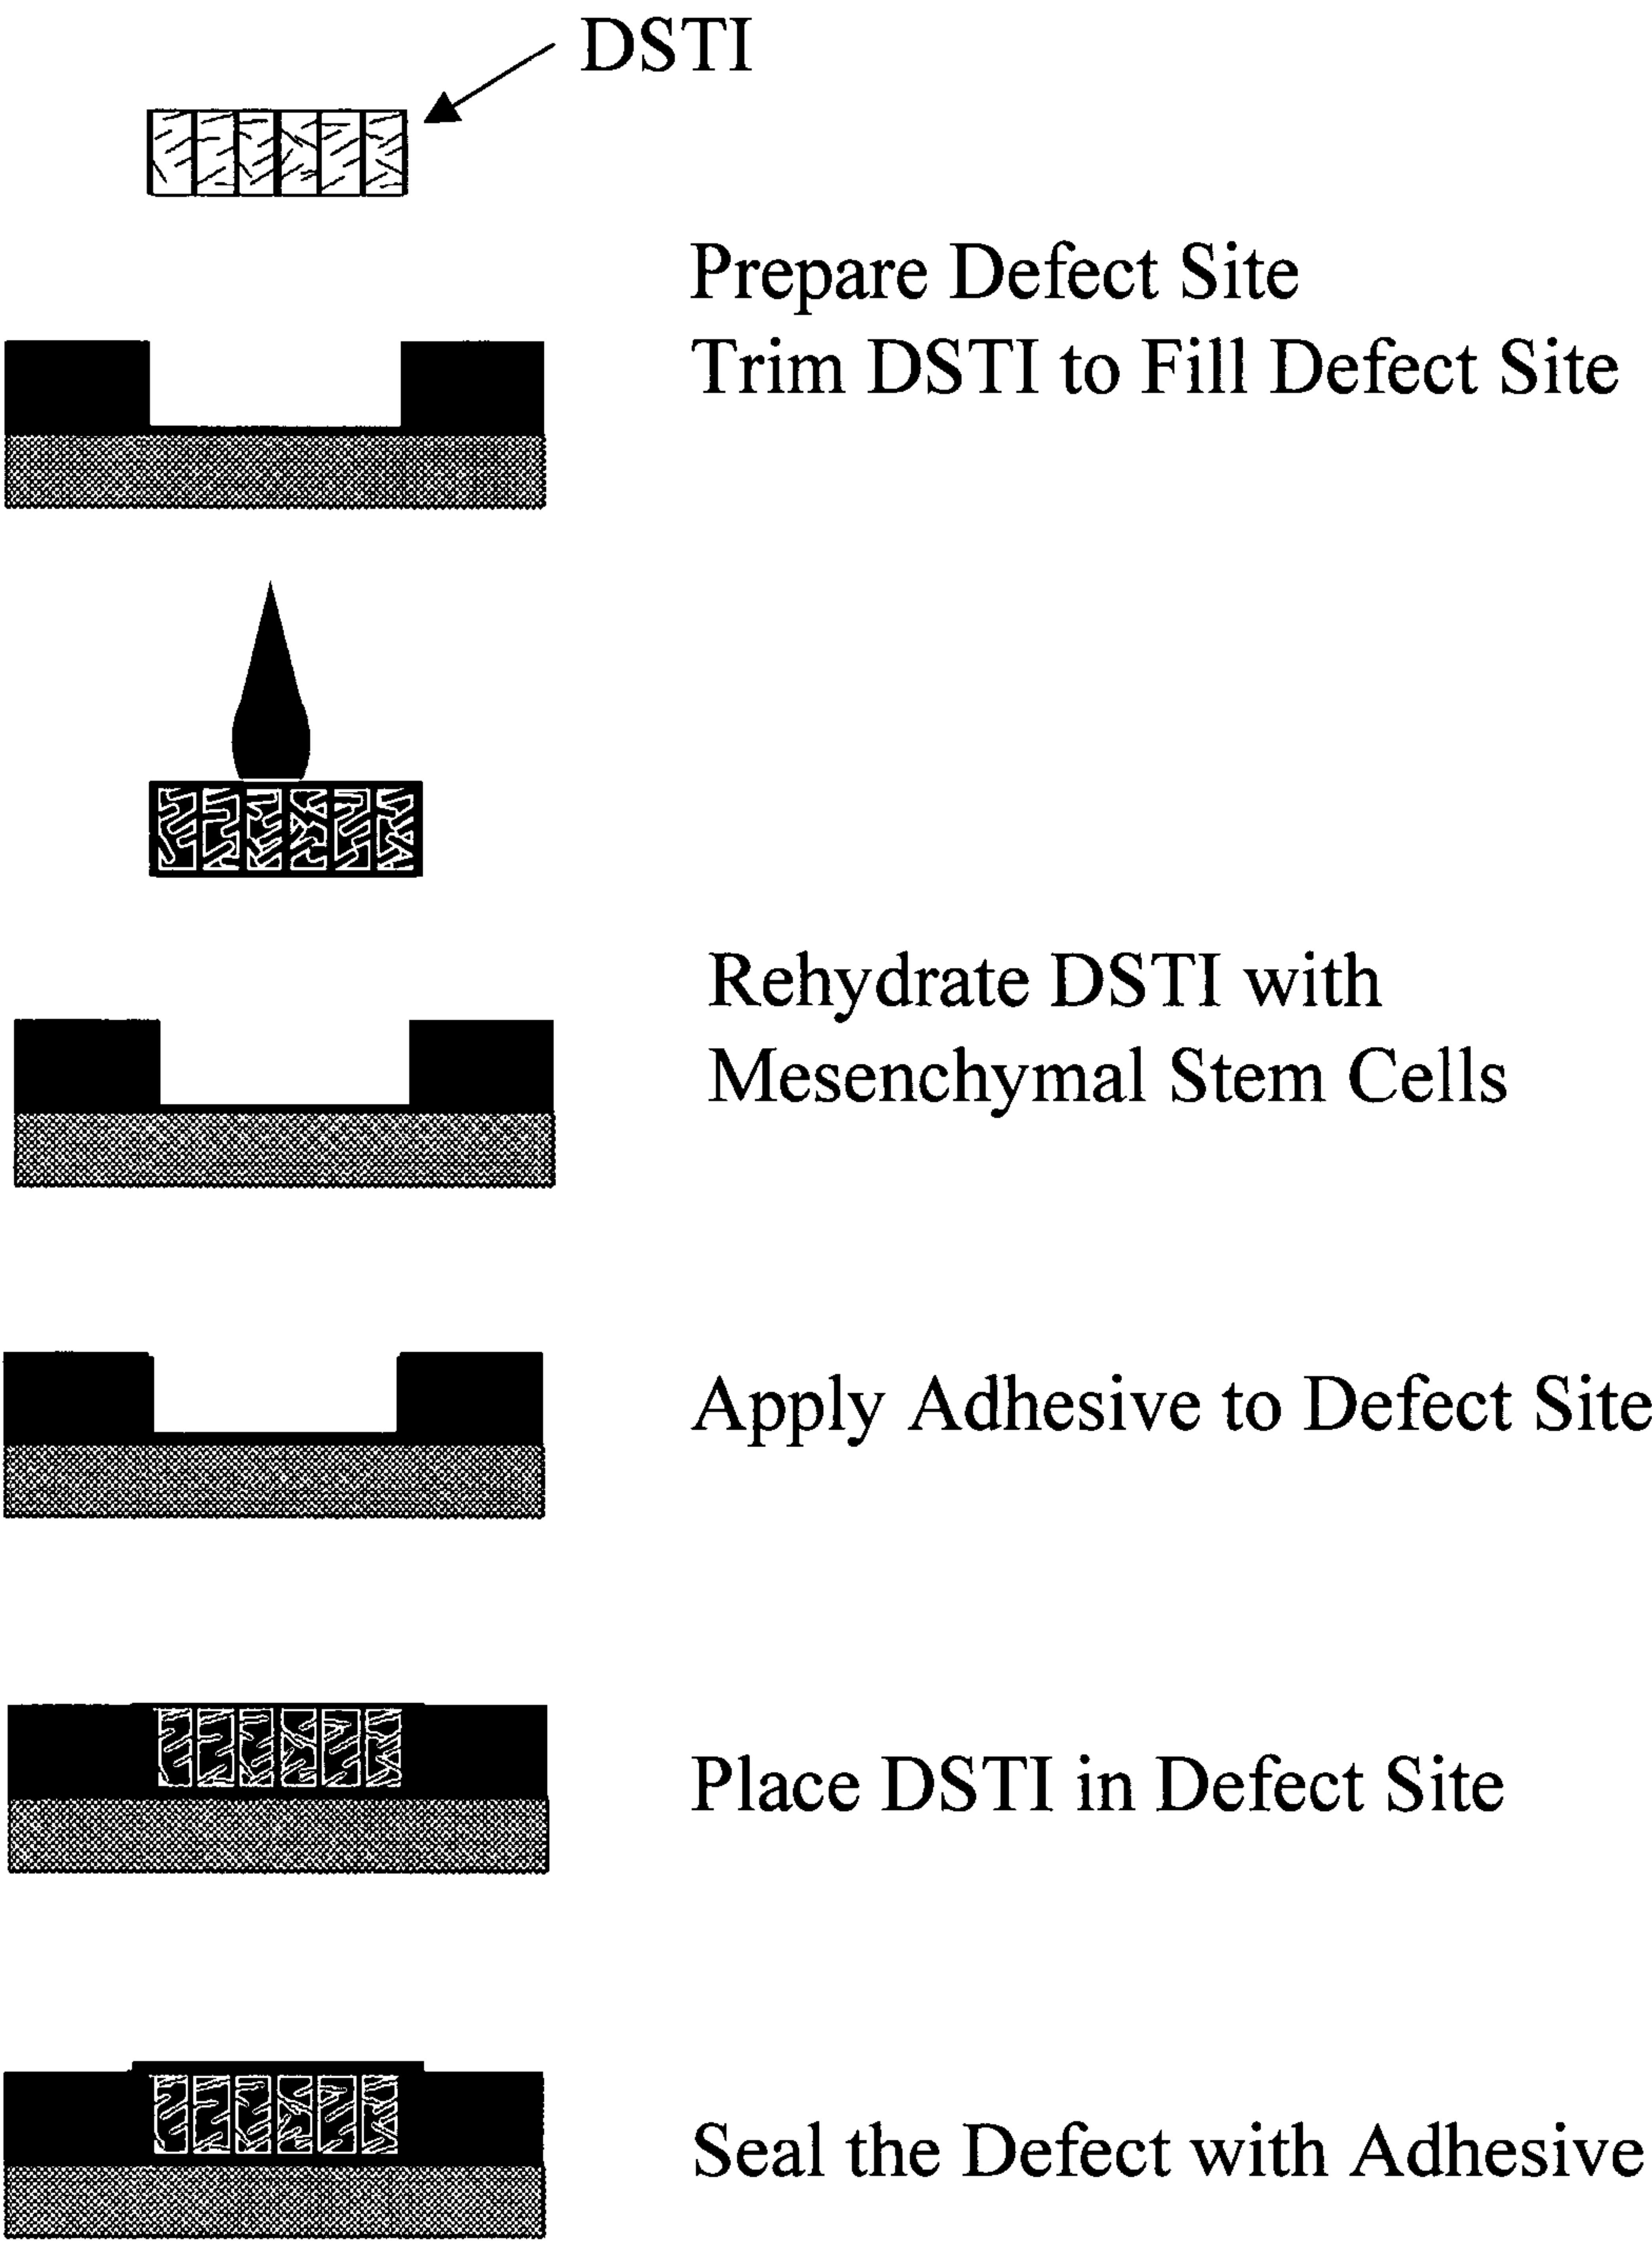 DSTI
Prepare Defect Site
Trim DSTI to Fill Defect Site
Rehydrate DSTI with
Mesenchymal Stem Cells
Apply Adhesive to Defect Site
Place DSTI in Defect Site
Seal the Defect with Adhesive